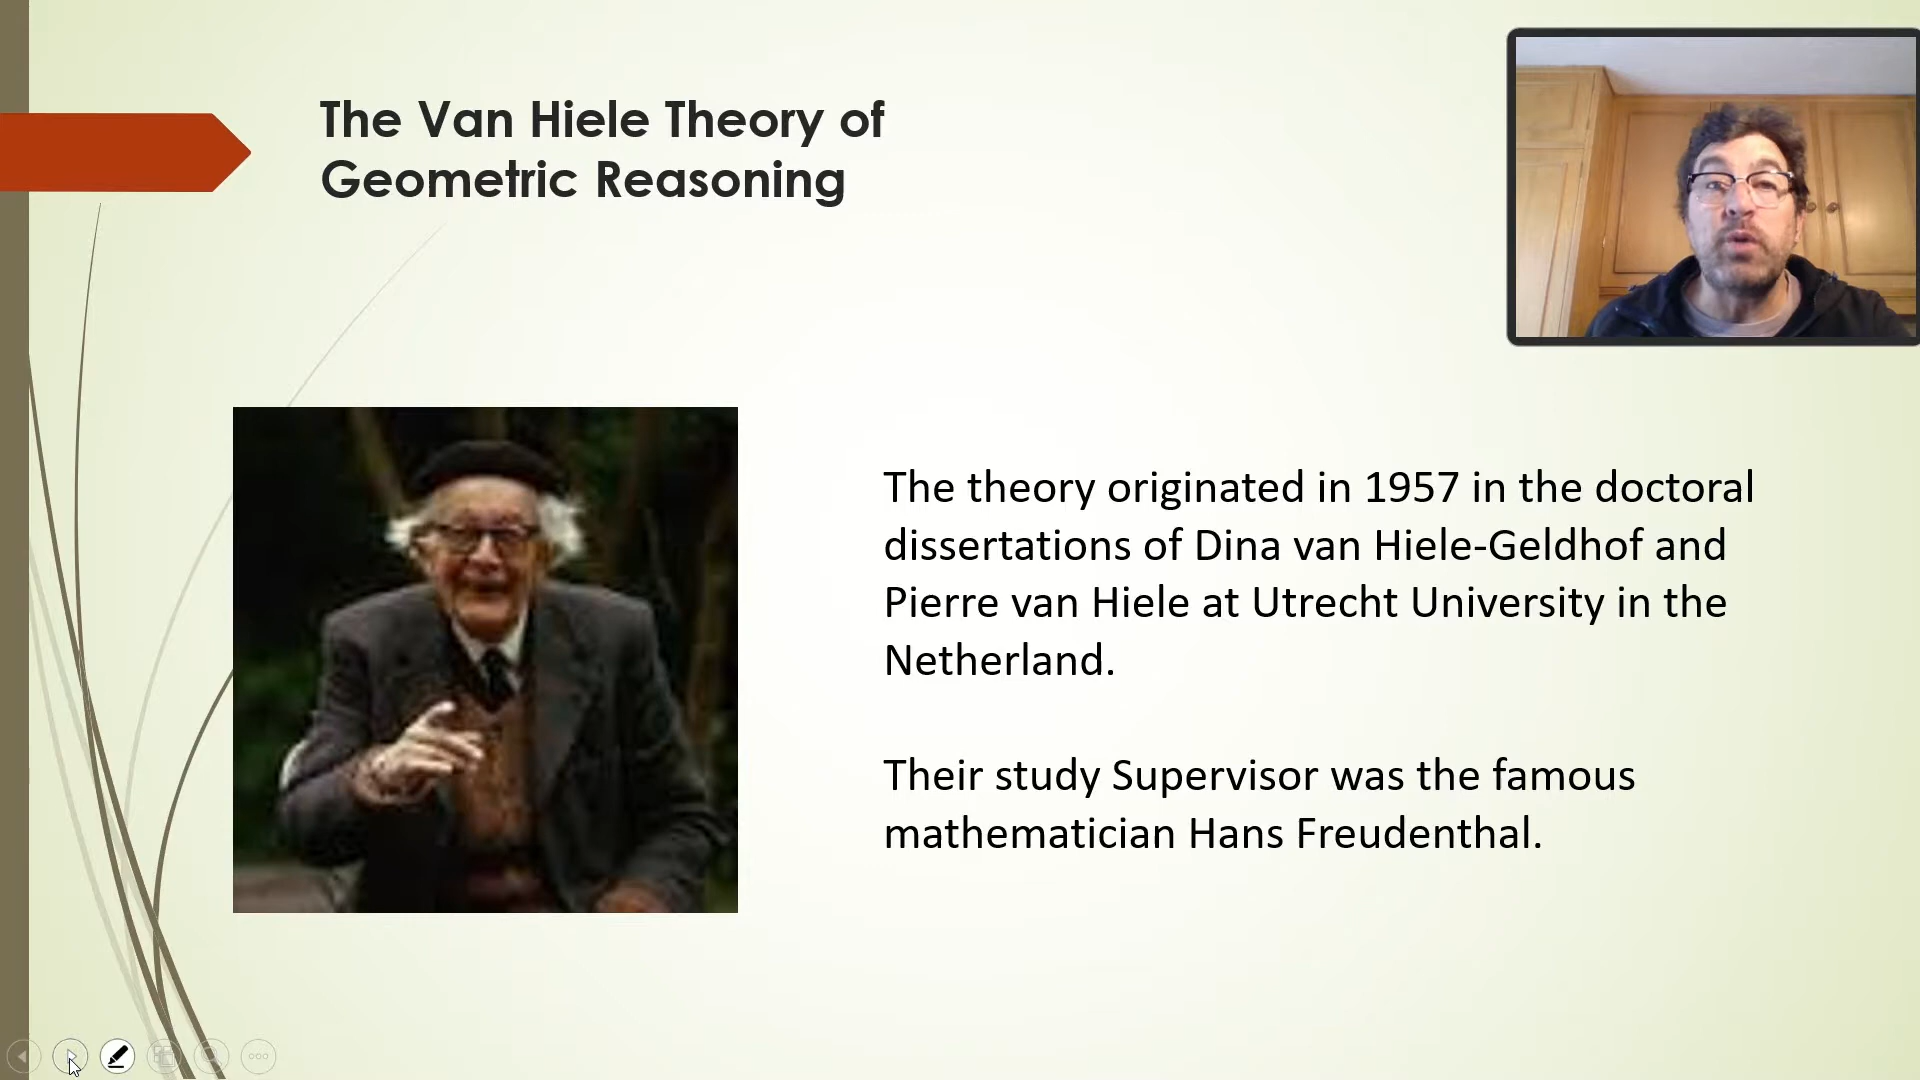 The Van Hiele Theory of
Geometric Reasoning
The theory originated in 1957 in the doctoral
dissertations of Dina van Hiele-Geldhof and
Pierre van Hiele at Utrecht University in the
Netherland.
Their study Supervisor was the famous
mathematician Hans Freudenthal.